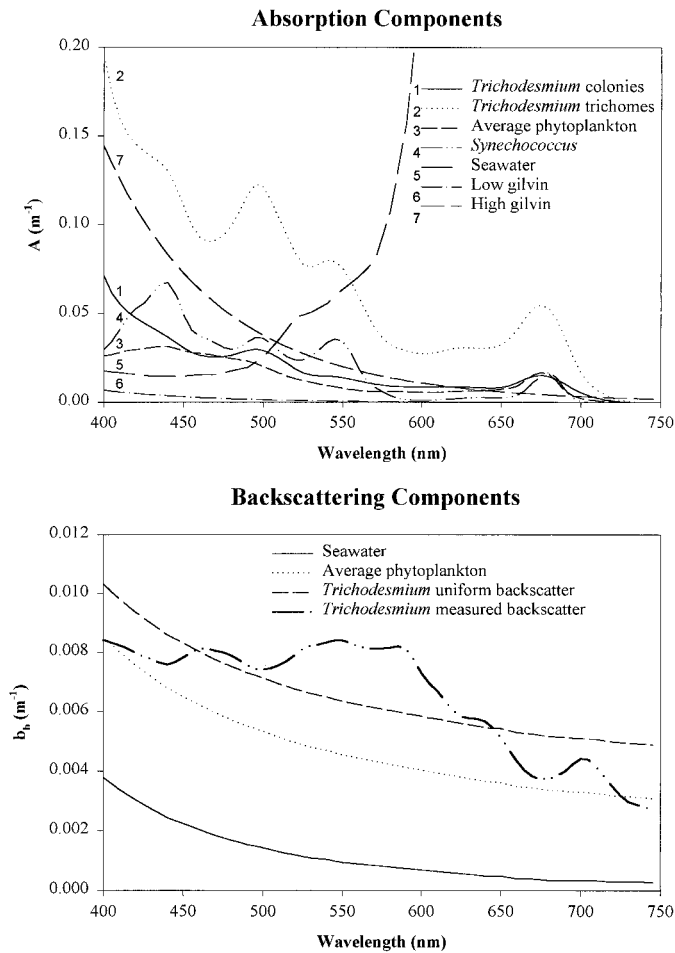 Absorption Components
0.20
0.15
0.10
0.05
0.00
A (m⁻¹)
2
7
1
4
3
5
6
1 Trichodesmium colonies
2 Trichodesmium trichomes
3 Average phytoplankton
4 Synechococcus
5 Seawater
6 Low gilvin
7 High gilvin
400 450 500 550 600 650 700 750
Wavelength (nm)
Backscattering Components
0.012
0.010
0.008
0.006
0.004
0.002
0.000
b_b (m⁻¹)
Seawater
Average phytoplankton
Trichodesmium uniform backscatter
Trichodesmium measured backscatter
400 450 500 550 600 650 700 750
Wavelength (nm)